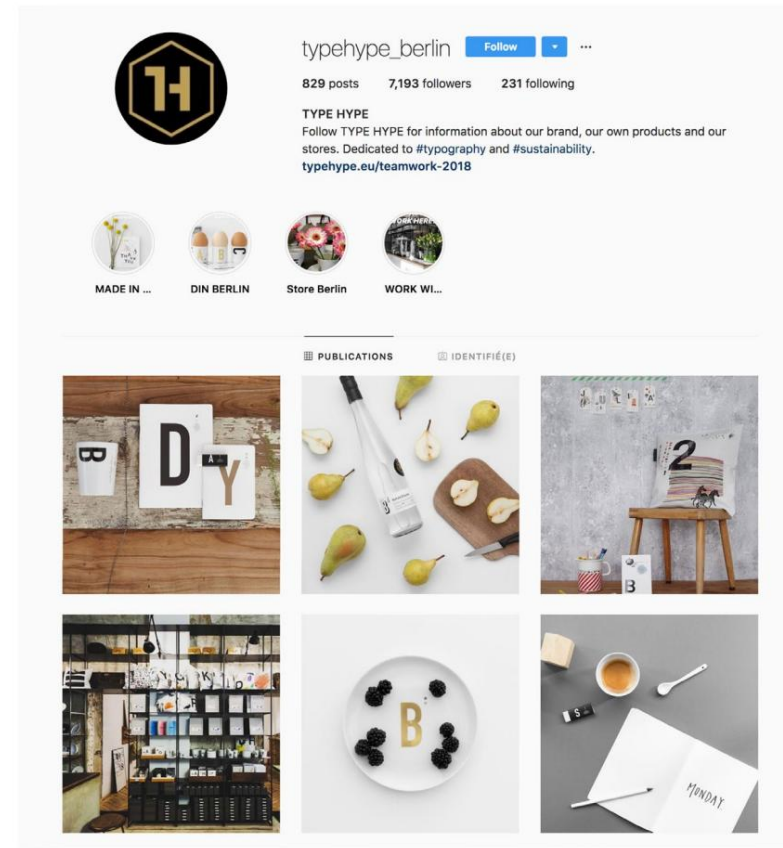 typehype_berlin Follow
829 posts 7,193 followers 231 following
TYPE HYPE
Follow TYPE HYPE for information about our brand, our own products and our
stores. Dedicated to #typography and #sustainability.
typehype.eu/teamwork-2018
WORK HERE
MADE IN ... DIN BERLIN Store Berlin WORK WI...
PUBLICATIONS IDENTIFIÉ(E)
B D A Y
B
2
B
B
S
MONDAY